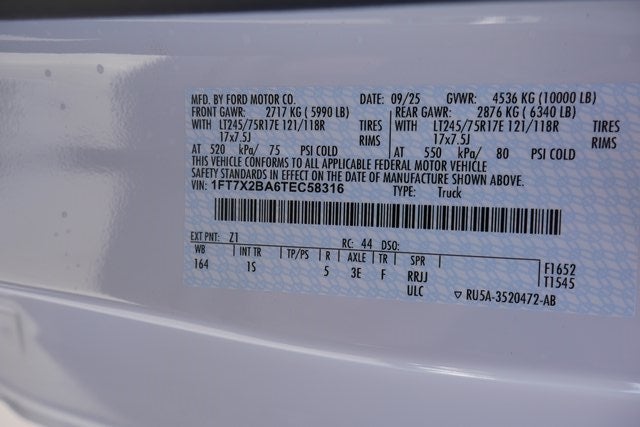 MFD. BY FORD MOTOR CO. DATE: 09/25 GVWR: 4536 KG (10000 LB)
FRONT GAWR: 2717 KG ( 5990 LB) REAR GAWR: 2876 KG ( 6340 LB)
WITH LT245/75R17E 121/118R TIRES WITH LT245/75R17E 121/118R TIRES
17x7.5J RIMS 17x7.5J RIMS
AT 520 kPa/ 75 PSI COLD AT 550 kPa/ 80 PSI COLD
THIS VEHICLE CONFORMS TO ALL APPLICABLE FEDERAL MOTOR VEHICLE
SAFETY STANDARDS IN EFFECT ON THE DATE OF MANUFACTURE SHOWN ABOVE.
VIN: 1FT7X2BA6TEC58316 TYPE: Truck
EXT PNT: Z1 RC: 44 DSO:
WB INT TR TP/PS R AXLE TR SPR F1652
164 1S 5 3E F RRJJ T1545
ULC ▽ RU5A-3520472-AB